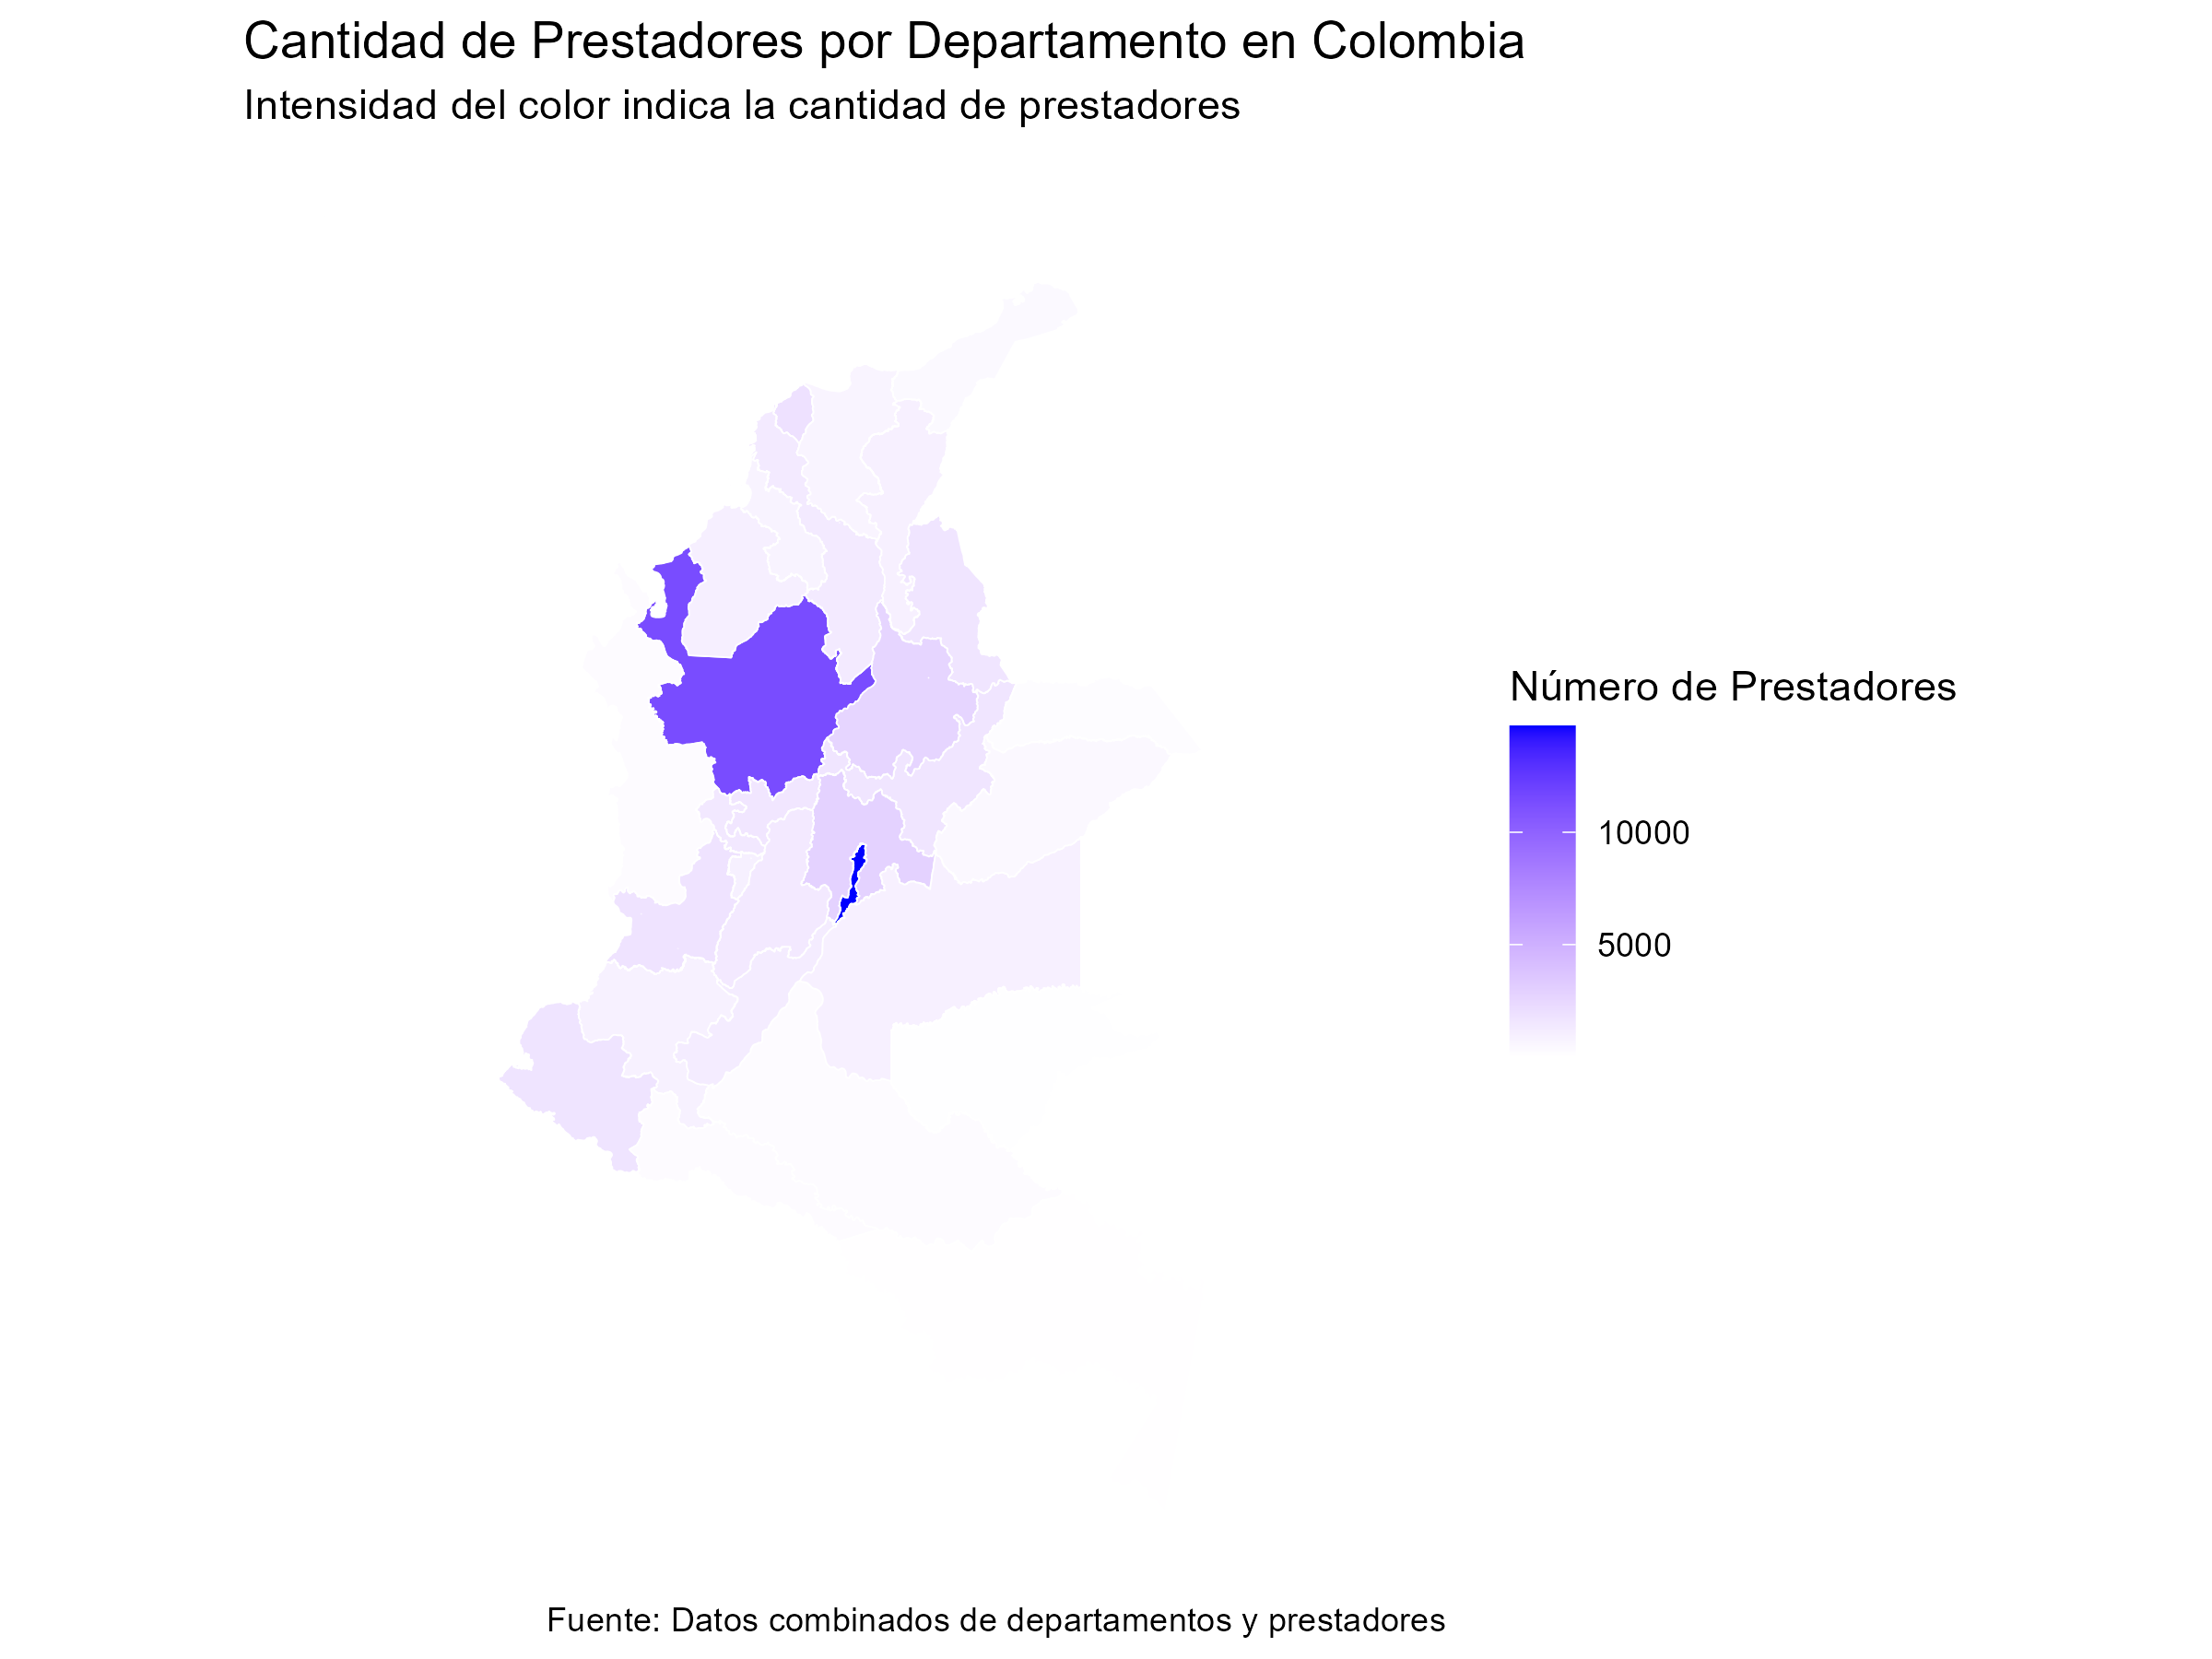 Cantidad de Prestadores por Departamento en Colombia
Intensidad del color indica la cantidad de prestadores
Número de Prestadores
10000
5000
Fuente: Datos combinados de departamentos y prestadores